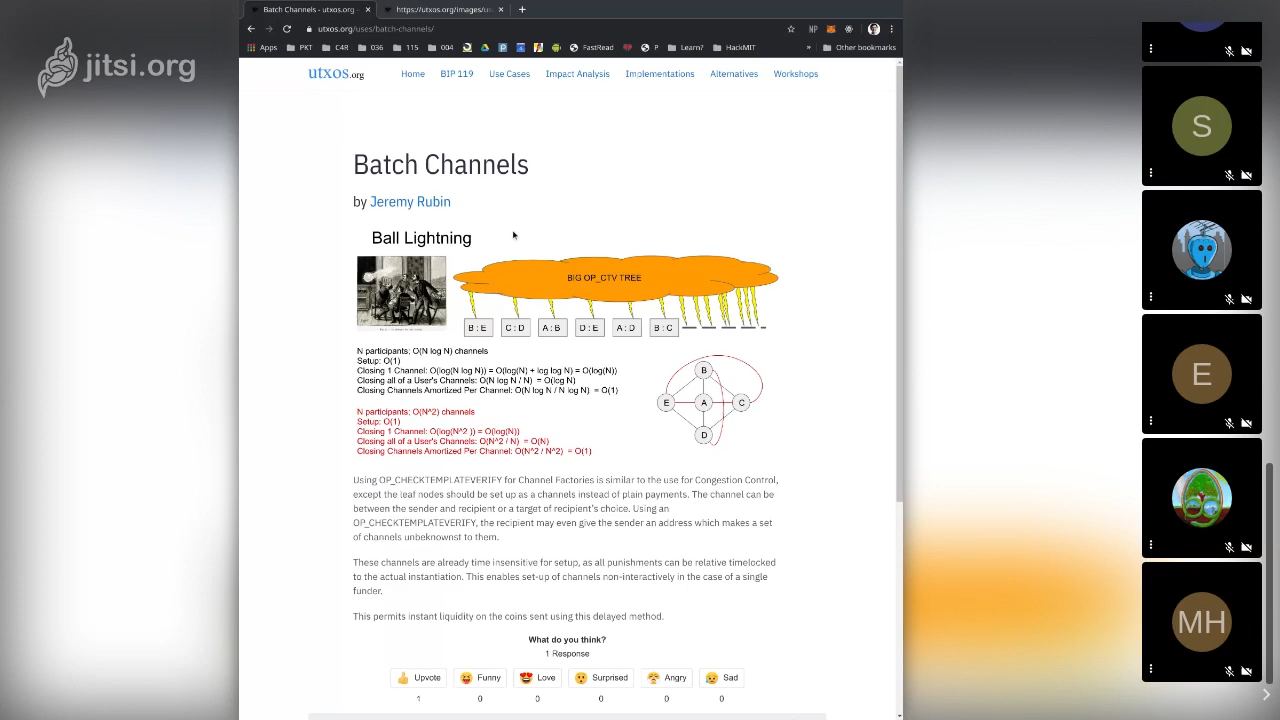 Batch Channels - utxos.org -
https://utxos.org/images/us
utxos.org/uses/batch-channels/
NP
Apps
PKT
C4R
036
115
004
FastRead
P
Learn?
HackMIT
»
Other bookmarks
jitsi.org
utxos.org
Home
BIP 119
Use Cases
Impact Analysis
Implementations
Alternatives
Workshops
Batch Channels
by Jeremy Rubin
Ball Lightning
BIG OP_CTV TREE
B : E
C : D
A : B
D : E
A : D
B : C
N participants; O(N log N) channels
Setup: O(1)
Closing 1 Channel: O(log(N log N)) = O(log(N) + log log N) = O(log(N))
Closing all of a User's Channels: O(N log N / N) = O(log N)
Closing Channels Amortized Per Channel: O(N log N / N log N) = O(1)
N participants; O(N^2) channels
Setup: O(1)
Closing 1 Channel: O(log(N^2 )) = O(log(N))
Closing all of a User's Channels: O(N^2 / N) = O(N)
Closing Channels Amortized Per Channel: O(N^2 / N^2) = O(1)
B
E
A
C
D
Using OP_CHECKTEMPLATEVERIFY for Channel Factories is similar to the use for Congestion Control,
except the leaf nodes should be set up as a channels instead of plain payments. The channel can be
between the sender and recipient or a target of recipient's choice. Using an
OP_CHECKTEMPLATEVERIFY, the recipient may even give the sender an address which makes a set
of channels unbeknownst to them.
These channels are already time insensitive for setup, as all punishments can be relative timelocked
to the actual instantiation. This enables set-up of channels non-interactively in the case of a single
funder.
This permits instant liquidity on the coins sent using this delayed method.
What do you think?
1 Response
Upvote
Funny
Love
Surprised
Angry
Sad
1
0
0
0
0
0
S
E
MH